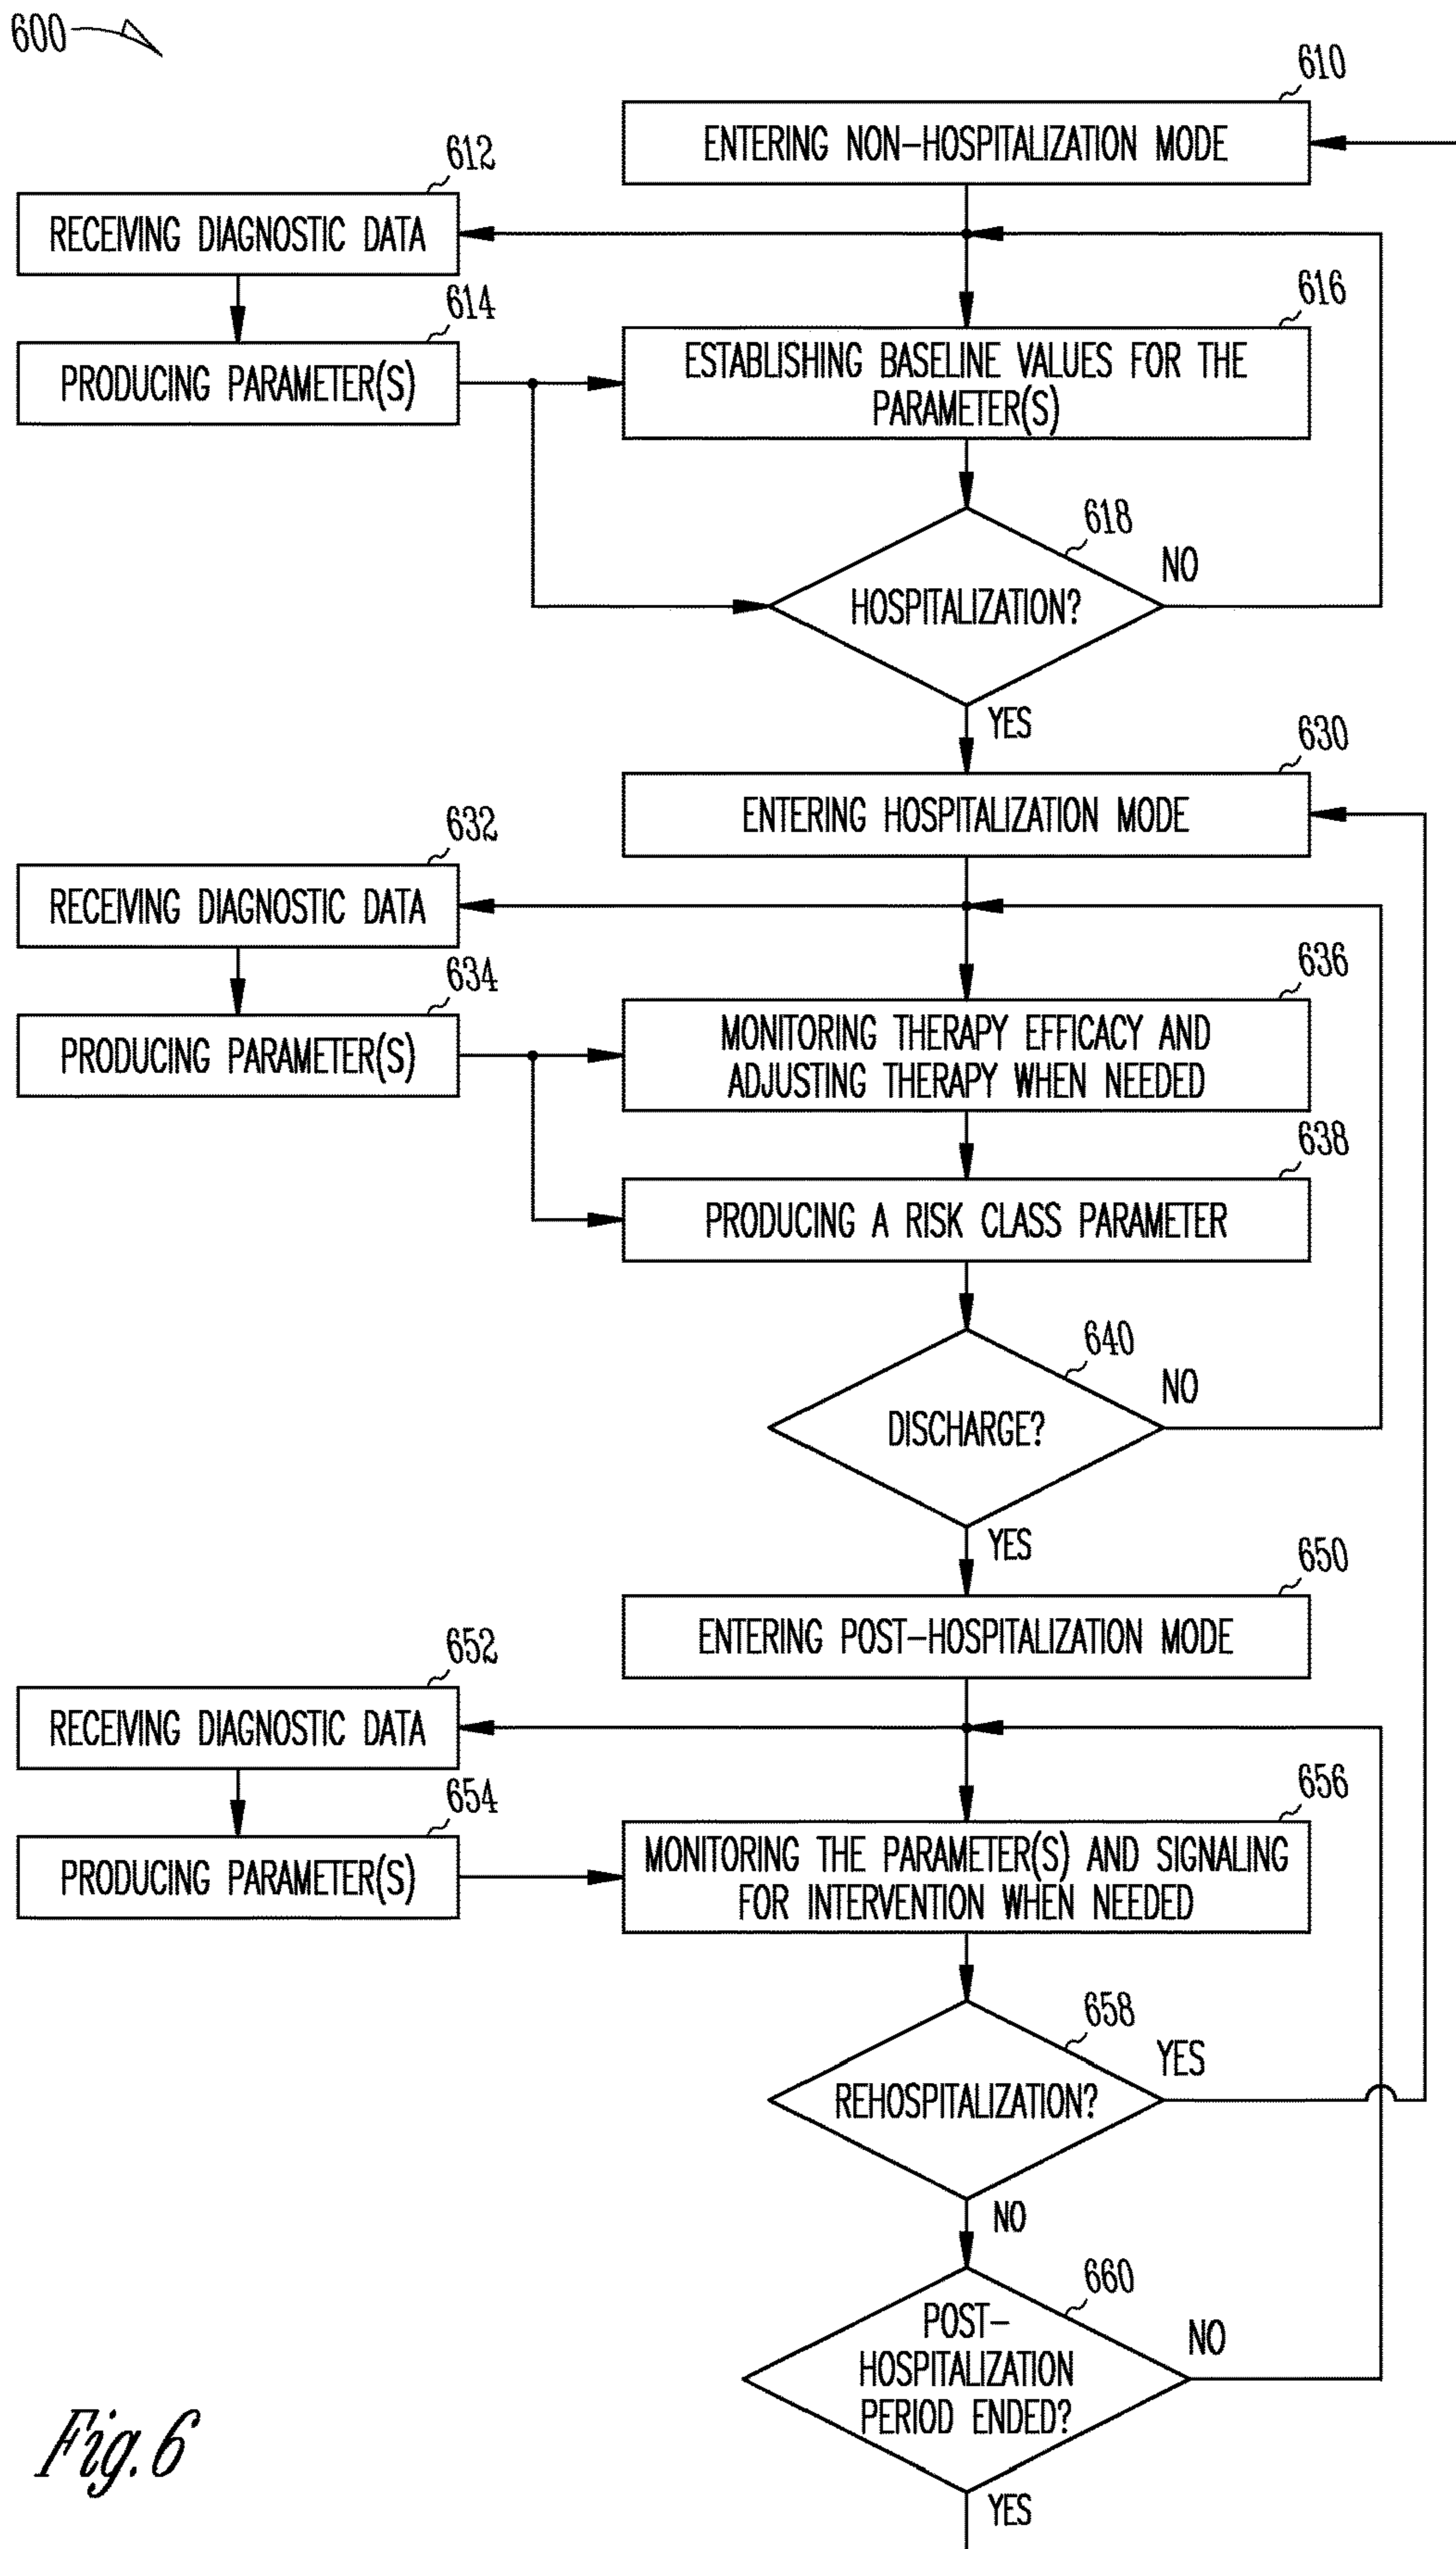 600
610
ENTERING NON-HOSPITALIZATION MODE
612
RECEIVING DIAGNOSTIC DATA
614
PRODUCING PARAMETER(S)
616
ESTABLISHING BASELINE VALUES FOR THE
PARAMETER(S)
618
HOSPITALIZATION?
NO
YES
630
ENTERING HOSPITALIZATION MODE
632
RECEIVING DIAGNOSTIC DATA
634
PRODUCING PARAMETER(S)
636
MONITORING THERAPY EFFICACY AND
ADJUSTING THERAPY WHEN NEEDED
638
PRODUCING A RISK CLASS PARAMETER
640
DISCHARGE?
NO
YES
650
ENTERING POST-HOSPITALIZATION MODE
652
RECEIVING DIAGNOSTIC DATA
654
PRODUCING PARAMETER(S)
656
MONITORING THE PARAMETER(S) AND SIGNALING
FOR INTERVENTION WHEN NEEDED
658
REHOSPITALIZATION?
YES
NO
660
POST-
HOSPITALIZATION
PERIOD ENDED?
NO
YES
Fig. 6